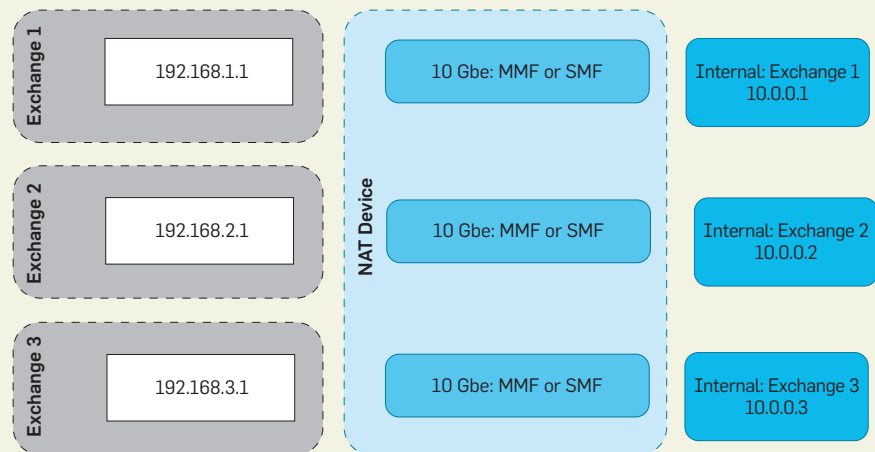 Exchange 1
192.168.1.1
10 Gbe: MMF or SMF
Internal: Exchange 1
10.0.0.1
NAT Device
Exchange 2
192.168.2.1
10 Gbe: MMF or SMF
Internal: Exchange 2
10.0.0.2
Exchange 3
192.168.3.1
10 Gbe: MMF or SMF
Internal: Exchange 3
10.0.0.3